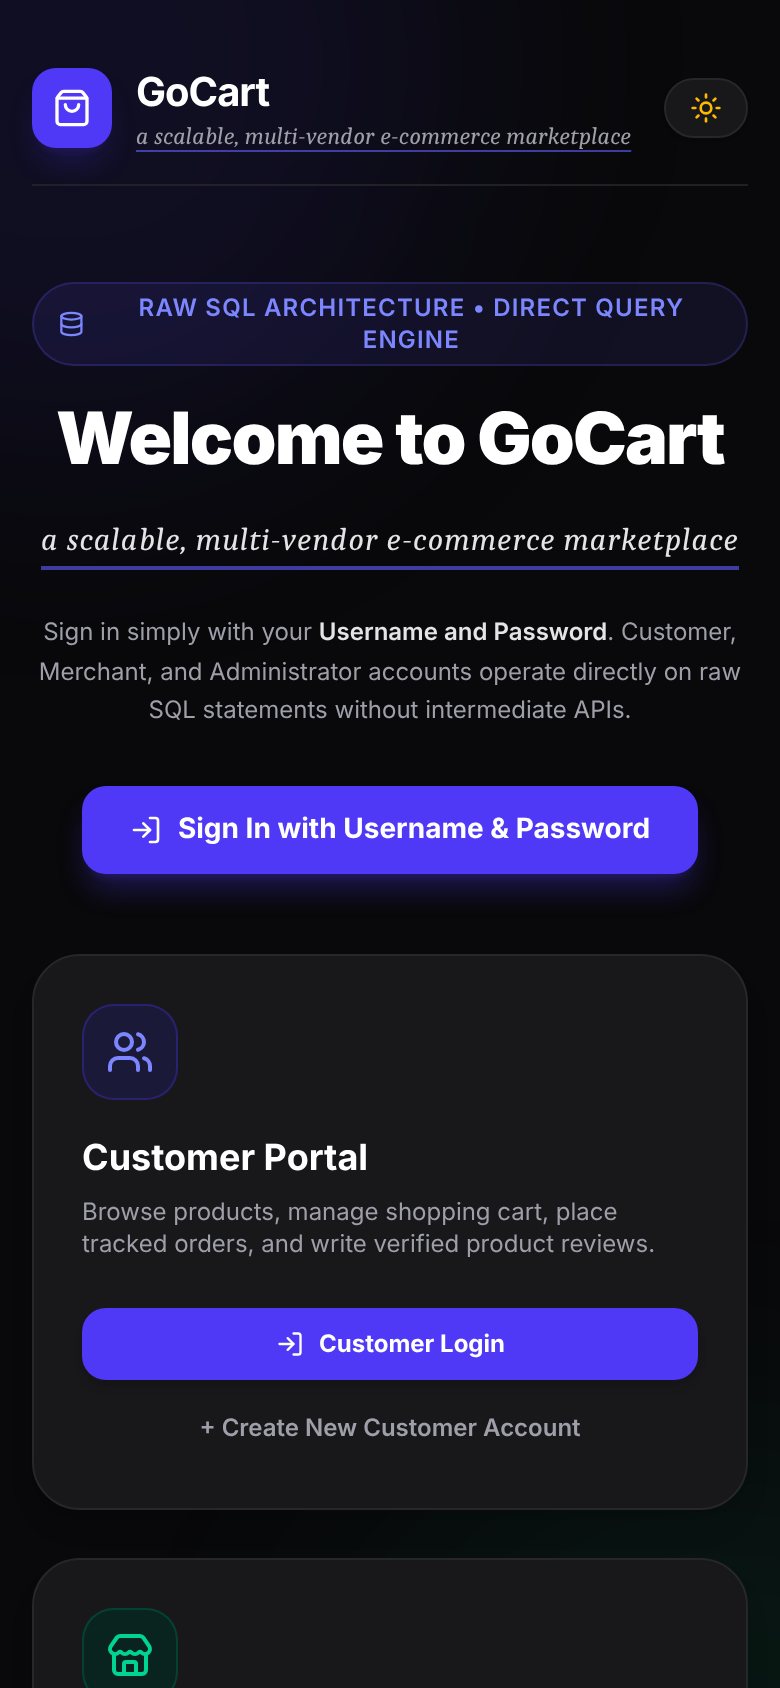 GoCart
a scalable, multi-vendor e-commerce marketplace
RAW SQL ARCHITECTURE • DIRECT QUERY
ENGINE
Welcome to GoCart
a scalable, multi-vendor e-commerce marketplace
Sign in simply with your Username and Password. Customer,
Merchant, and Administrator accounts operate directly on raw
SQL statements without intermediate APIs.
Sign In with Username & Password
Customer Portal
Browse products, manage shopping cart, place
tracked orders, and write verified product reviews.
Customer Login
+ Create New Customer Account